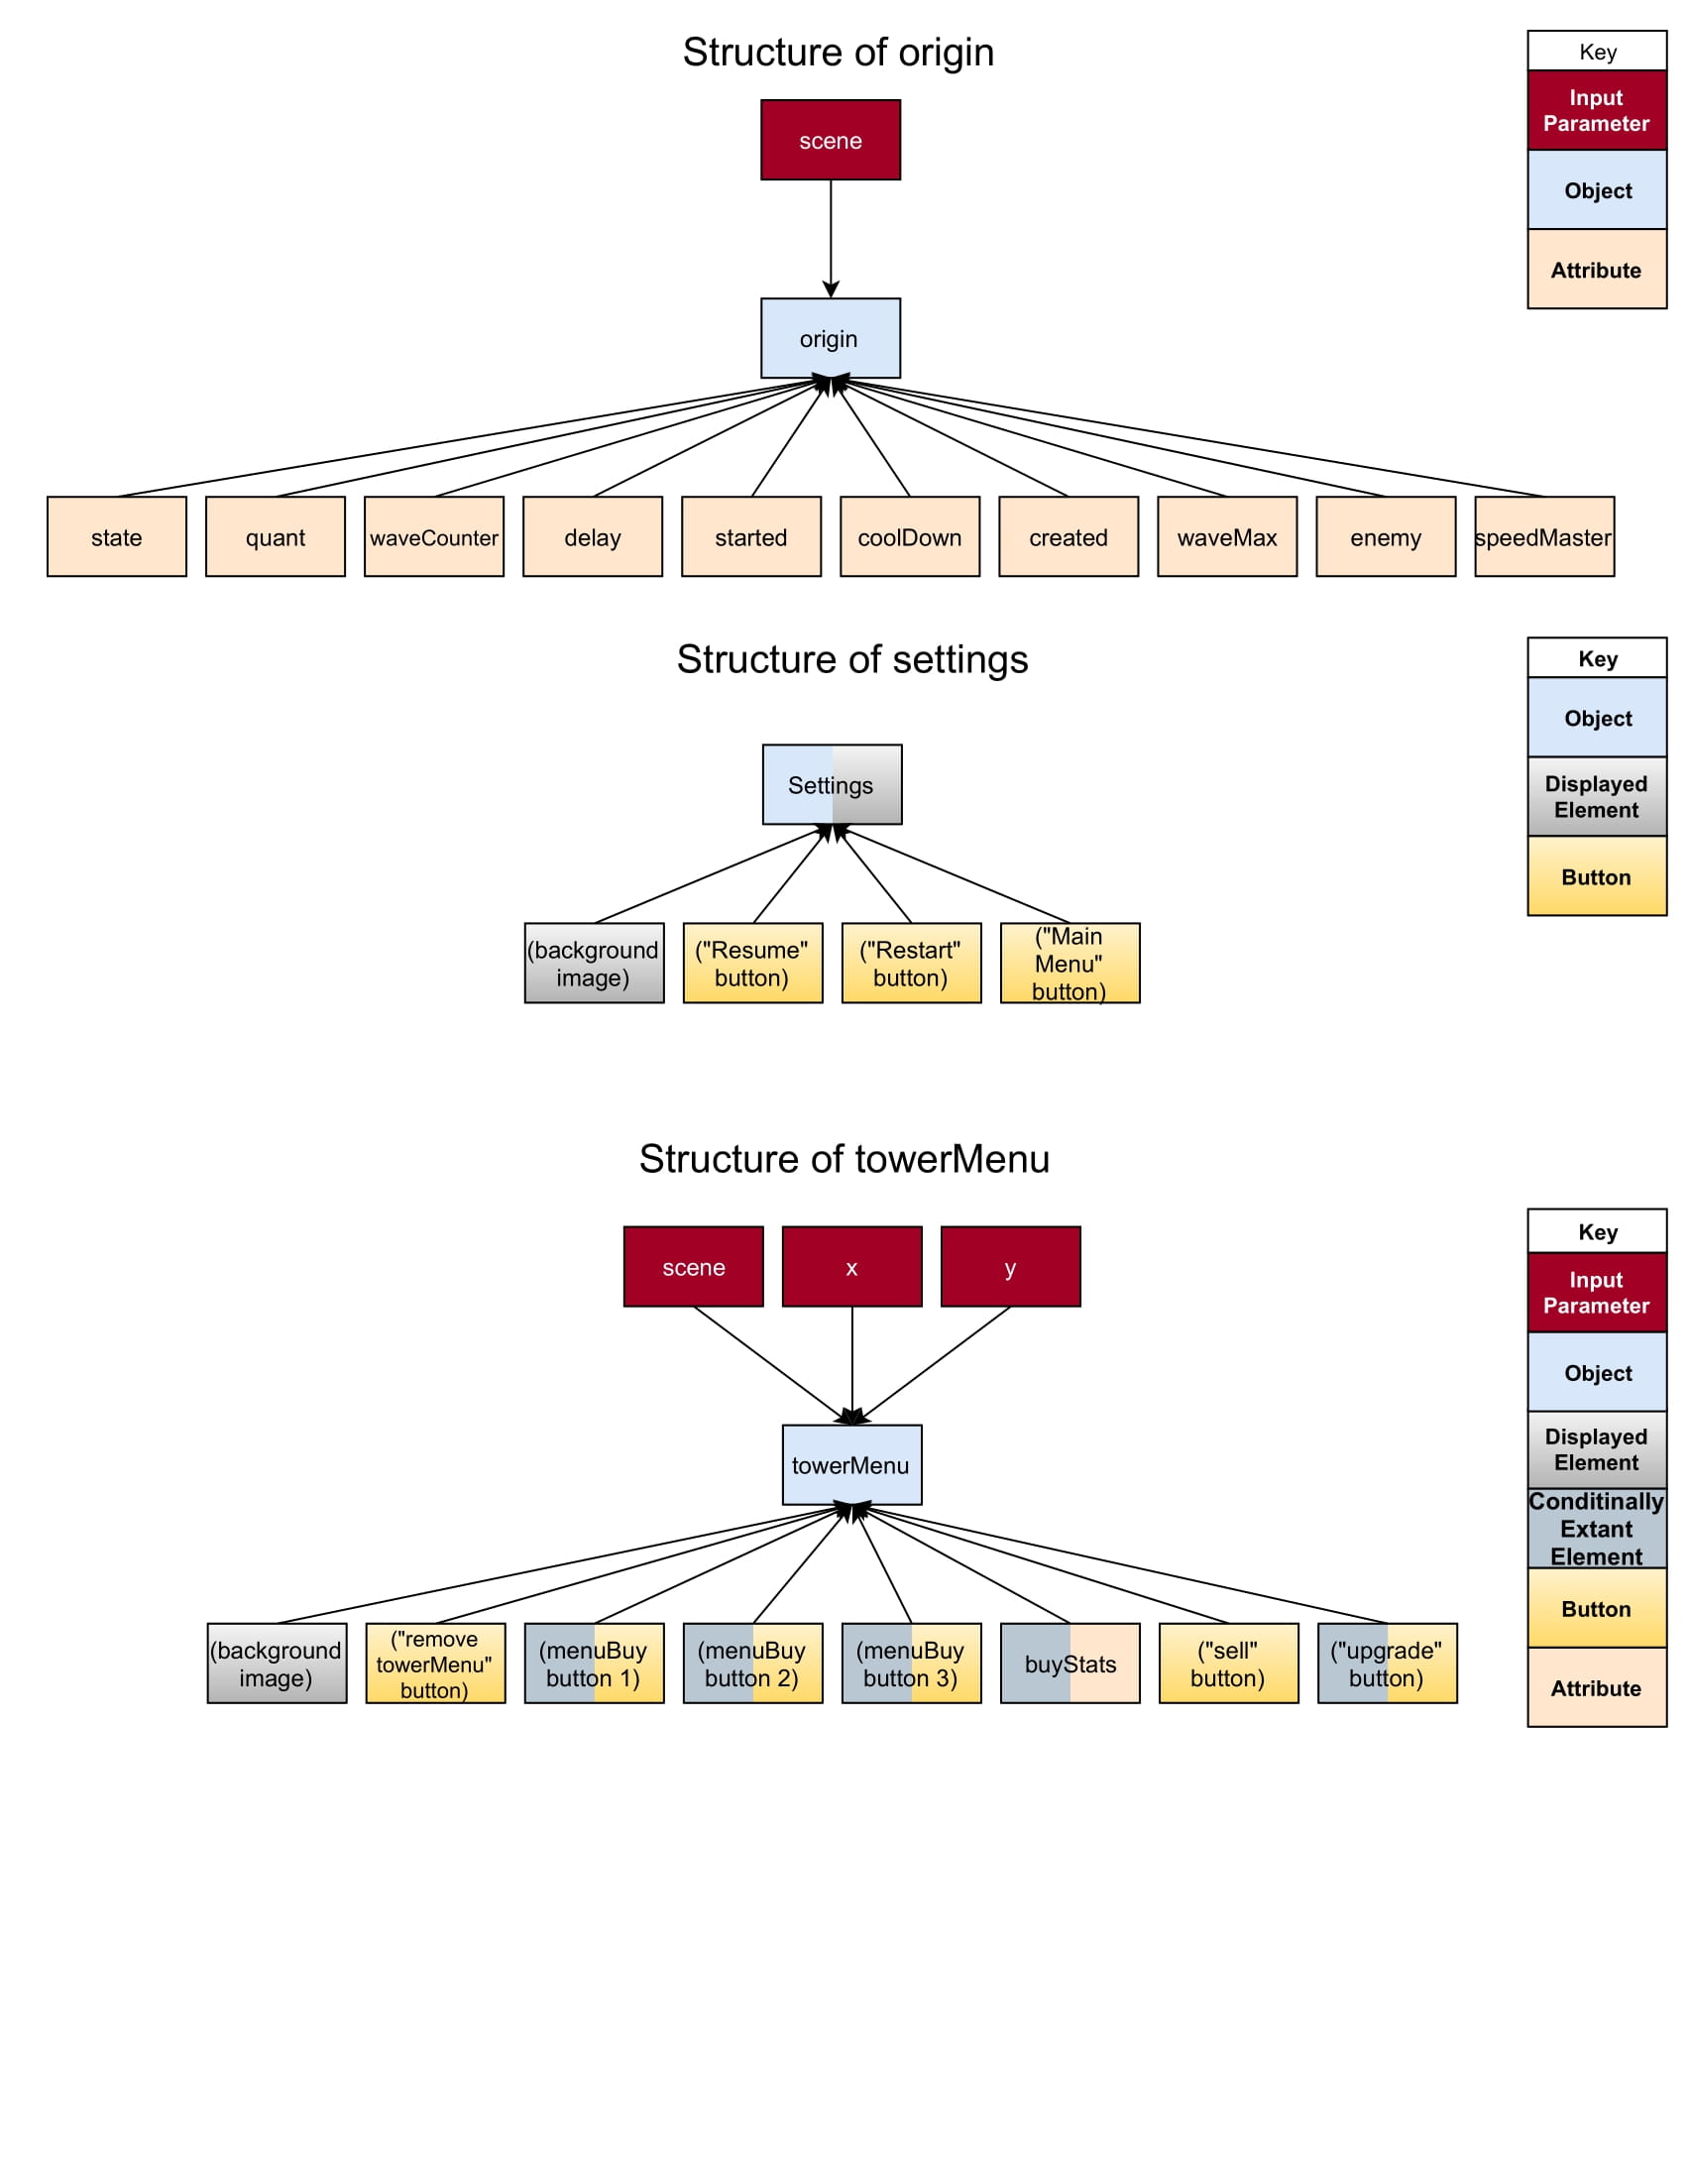 Structure of origin
Key
Input
Parameter
Object
Attribute
scene
origin
state
quant
waveCounter
delay
started
coolDown
created
waveMax
enemy
speedMaster
Structure of settings
Key
Object
Displayed
Element
Button
Settings
(background
image)
("Resume"
button)
("Restart"
button)
("Main
Menu"
button)
Structure of towerMenu
Key
Input
Parameter
Object
Displayed
Element
Conditinally
Extant
Element
Button
Attribute
scene
x
y
towerMenu
(background
image)
("remove
towerMenu"
button)
(menuBuy
button 1)
(menuBuy
button 2)
(menuBuy
button 3)
buyStats
("sell"
button)
("upgrade"
button)